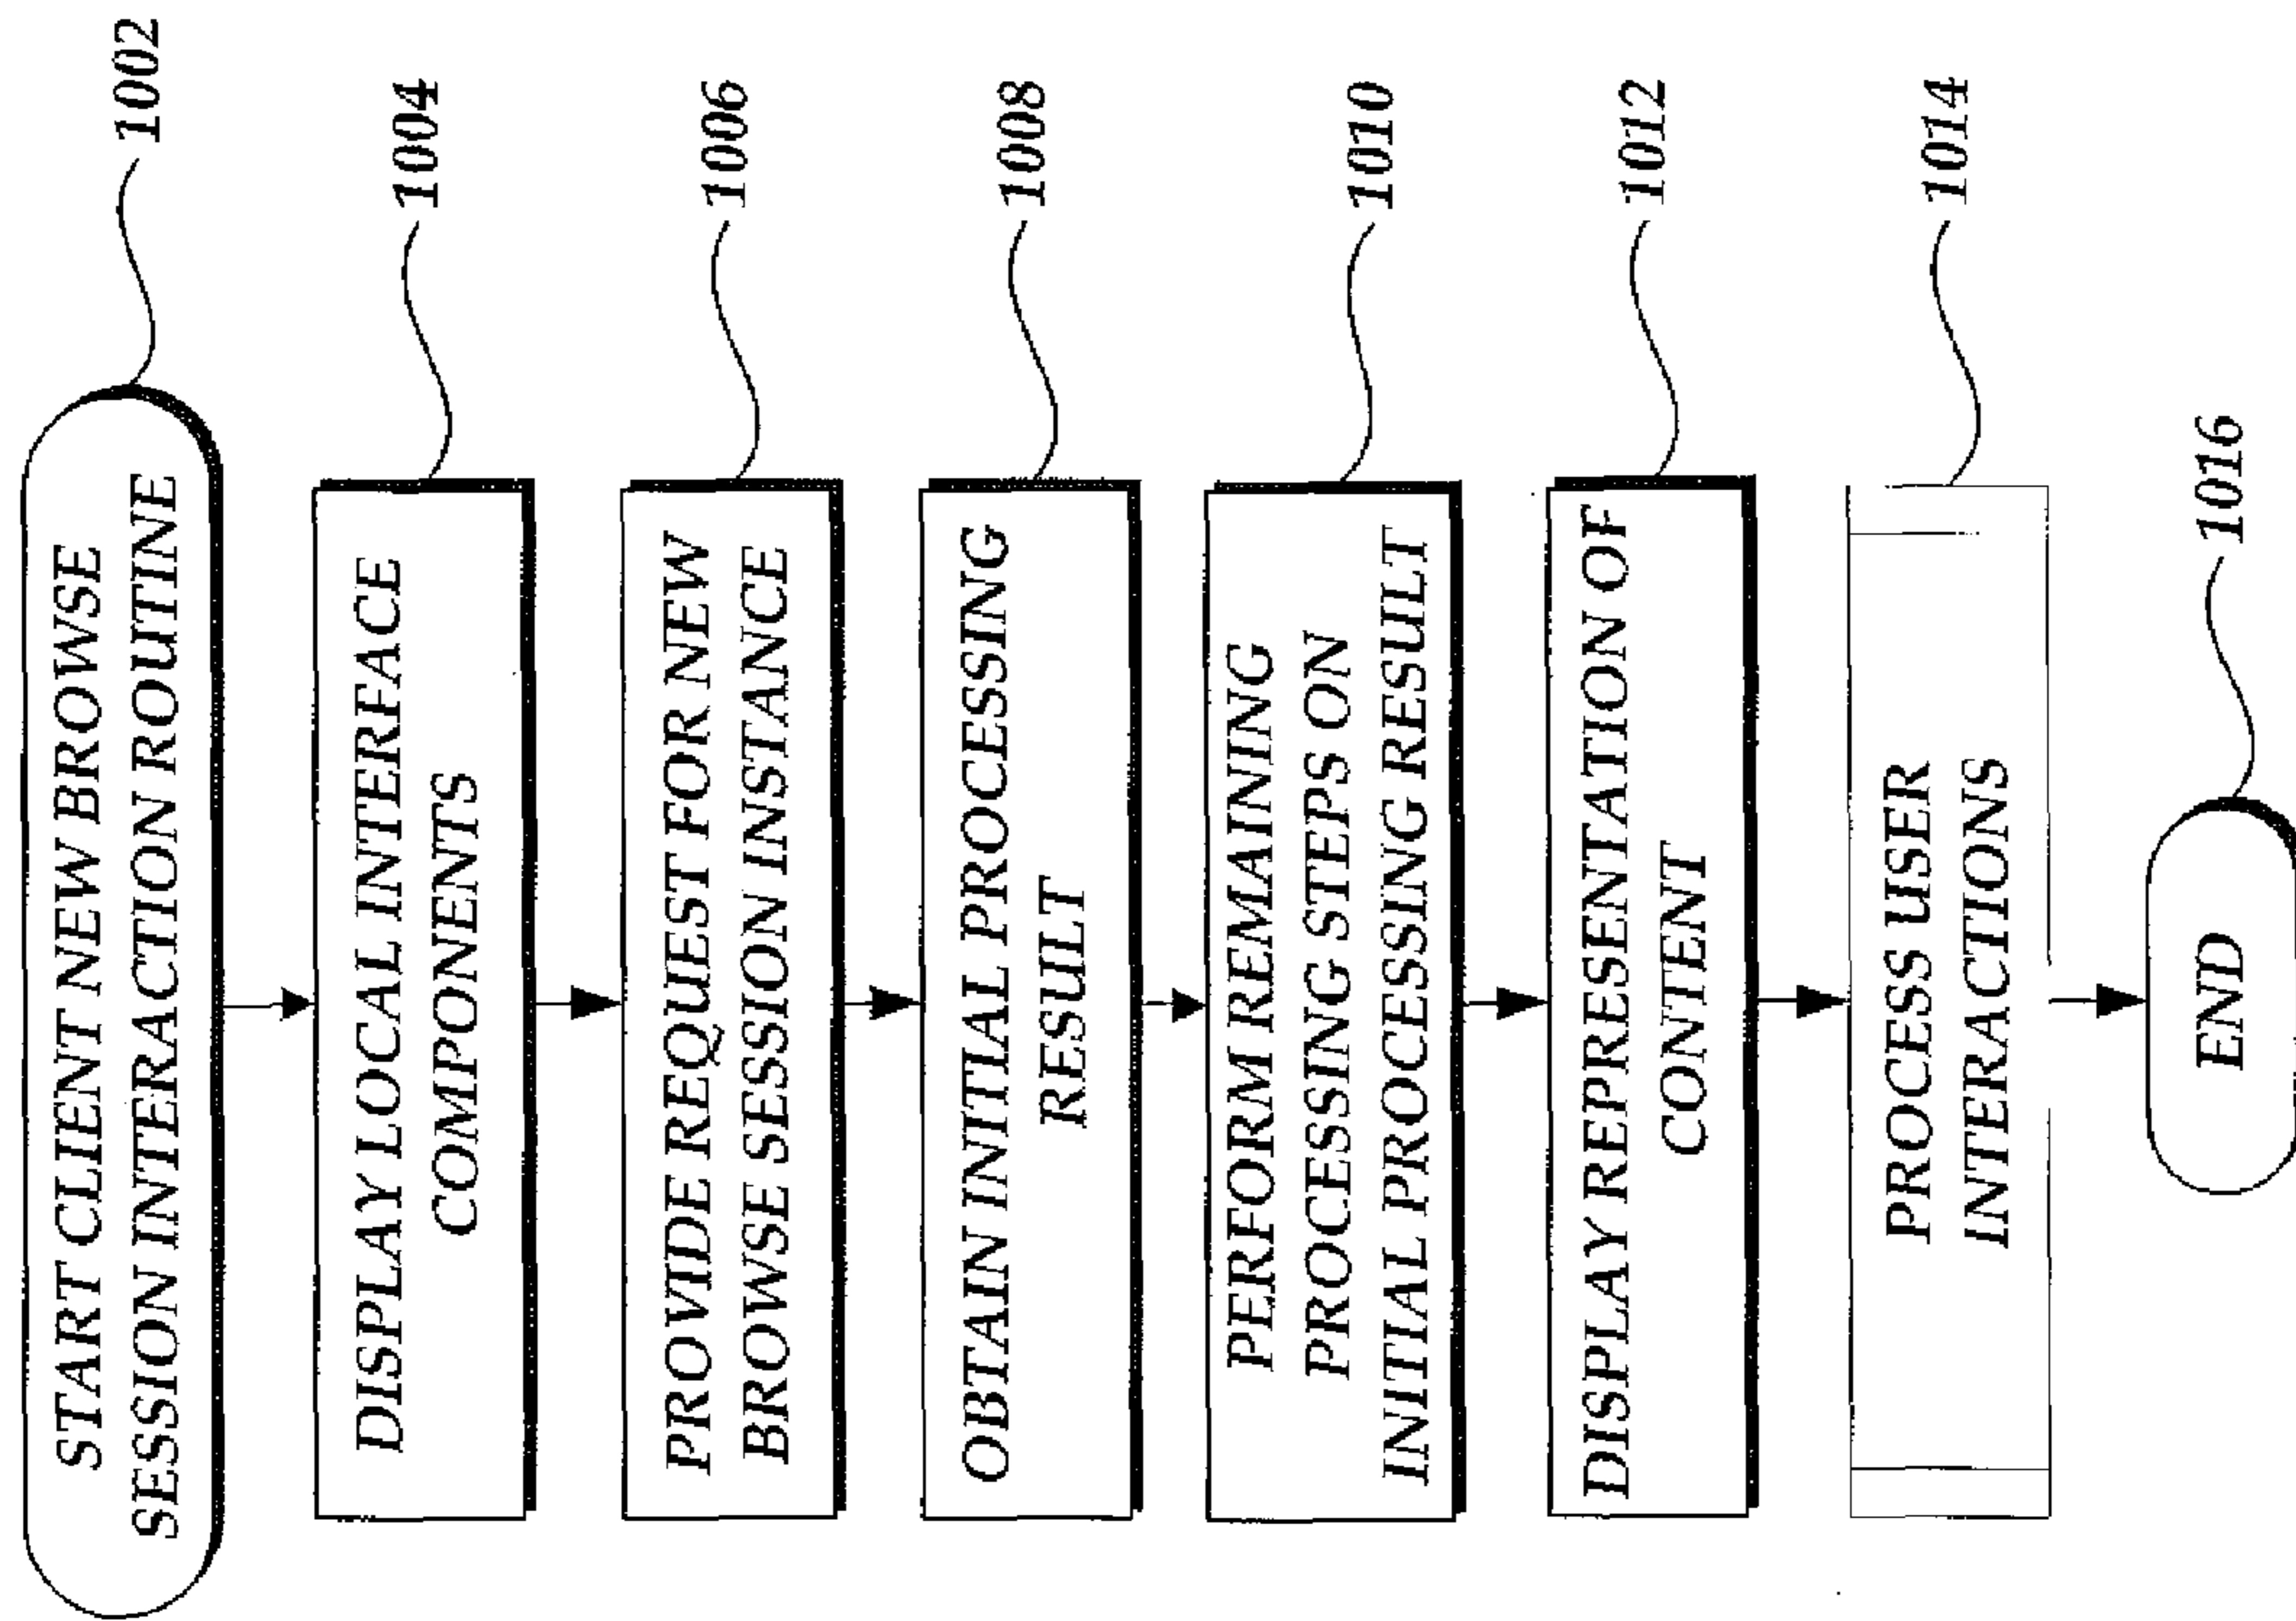 START CLIENT NEW BROWSE
SESSION INTERACTION ROUTINE
1002
DISPLAY LOCAL INTERFACE
COMPONENTS
1004
PROVIDE REQUEST FOR NEW
BROWSE SESSION INSTANCE
1006
OBTAIN INITIAL PROCESSING
RESULT
1008
PERFORM REMAINING
PROCESSING STEPS ON
INITIAL PROCESSING RESULT
1010
DISPLAY REPRESENTATION OF
CONTENT
1012
PROCESS USER
INTERACTIONS
1014
END
1016